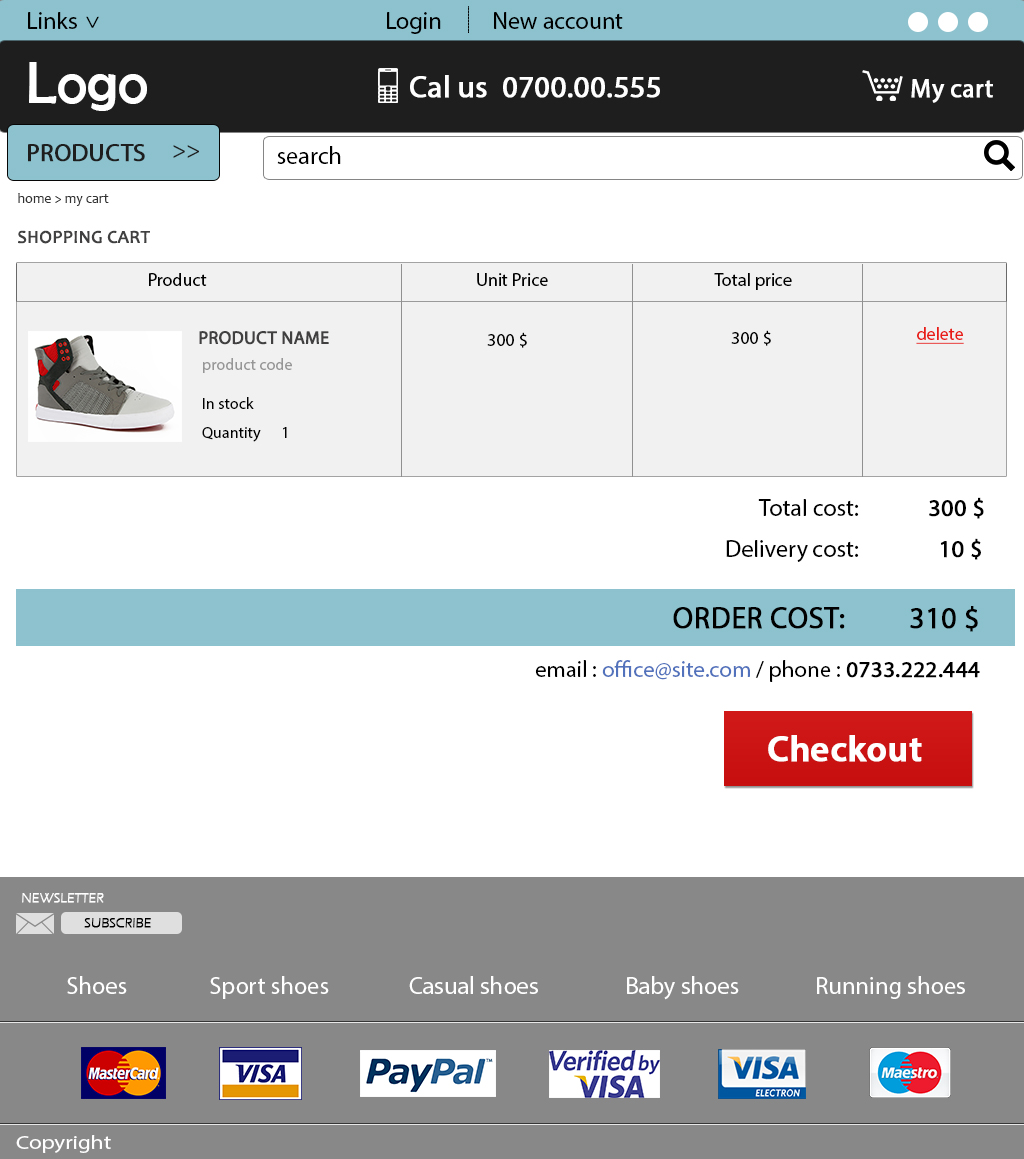 Links ∨ Login New account
Logo Cal us 0700.00.555 My cart
PRODUCTS >> search
home > my cart
SHOPPING CART
Product Unit Price Total price
PRODUCT NAME 300 $ 300 $ delete
product code
In stock
Quantity 1
Total cost: 300 $
Delivery cost: 10 $
ORDER COST: 310 $
email : office@site.com / phone : 0733.222.444
Checkout
NEWSLETTER
SUBSCRIBE
Shoes Sport shoes Casual shoes Baby shoes Running shoes
MasterCard VISA PayPal™ Verified by VISA VISA ELECTRON Maestro
Copyright